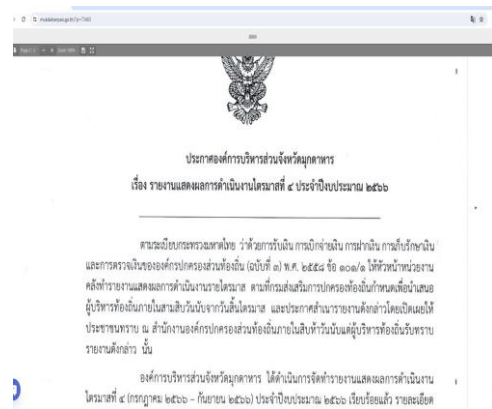 ประกาศองค์การบริหารส่วนจังหวัดมุกดาหาร
เรื่อง รายงานแสดงผลการดำเนินงานไตรมาสที่ ๔ ประจำปีงบประมาณ ๒๕๖๖
ตามระเบียบกระทรวงมหาดไทย ว่าด้วยการรับเงิน การเบิกจ่ายเงิน การฝากเงิน การเก็บรักษาเงิน
และการตรวจเงินขององค์กรปกครองส่วนท้องถิ่น (ฉบับที่ ๓) พ.ศ. ๒๕๕๘ ข้อ ๑๐๑/๑ ให้หัวหน้าหน่วยงาน
คลังทำรายงานแสดงผลการดำเนินงานรายไตรมาส ตามที่กรมส่งเสริมการปกครองท้องถิ่นกำหนดเพื่อนำเสนอ
ผู้บริหารท้องถิ่นภายในสามสิบวันนับจากวันสิ้นไตรมาส และประกาศสำเนารายงานดังกล่าวโดยเปิดเผยให้
ประชาชนทราบ ณ สำนักงานองค์กรปกครองส่วนท้องถิ่นภายในสิบห้าวันนับแต่ผู้บริหารท้องถิ่นรับทราบ
รายงานดังกล่าว นั้น
องค์การบริหารส่วนจังหวัดมุกดาหาร ได้ดำเนินการจัดทำรายงานแสดงผลการดำเนินงาน
ไตรมาสที่ ๔ (กรกฎาคม ๒๕๖๖ – กันยายน ๒๕๖๖) ประจำปีงบประมาณ ๒๕๖๖ เรียบร้อยแล้ว รายละเอียด